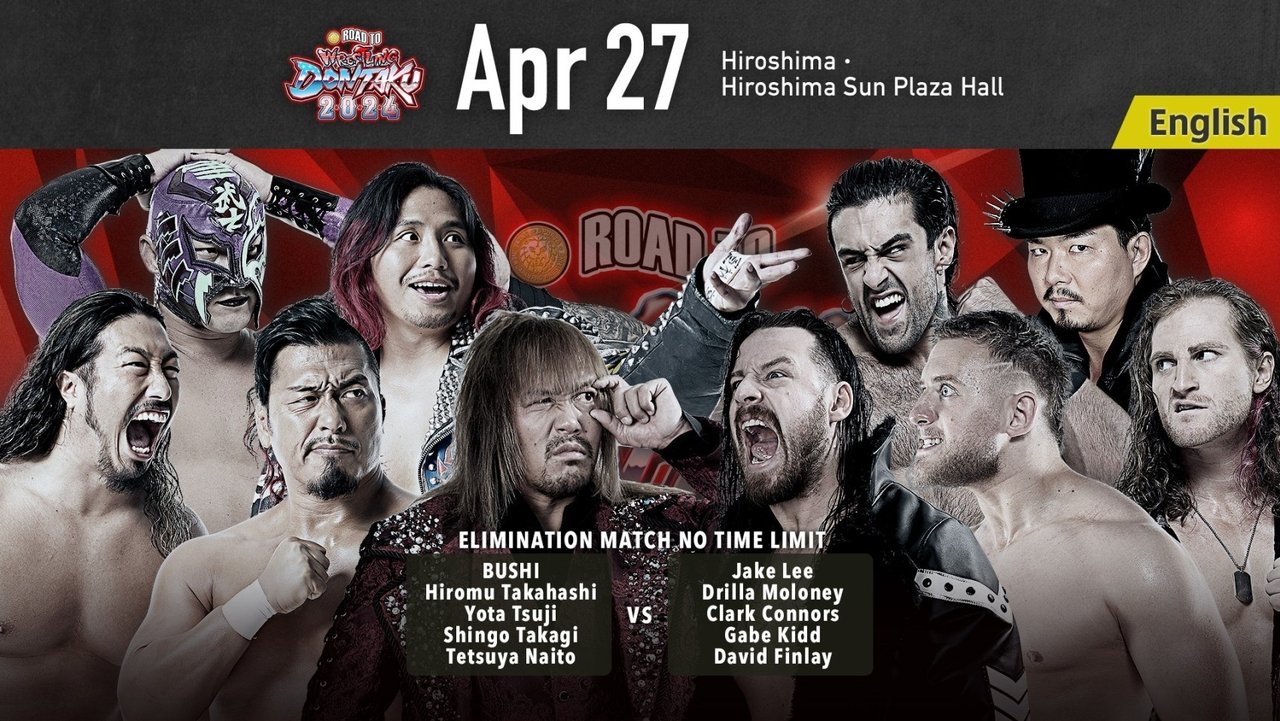 ROAD TO
WRESTLING
DONTAKU
2024
Apr 27
Hiroshima・
Hiroshima Sun Plaza Hall
English
武士
ROAD TO
ELIMINATION MATCH NO TIME LIMIT
BUSHI
Hiromu Takahashi
Yota Tsuji
Shingo Takagi
Tetsuya Naito
VS
Jake Lee
Drilla Moloney
Clark Connors
Gabe Kidd
David Finlay